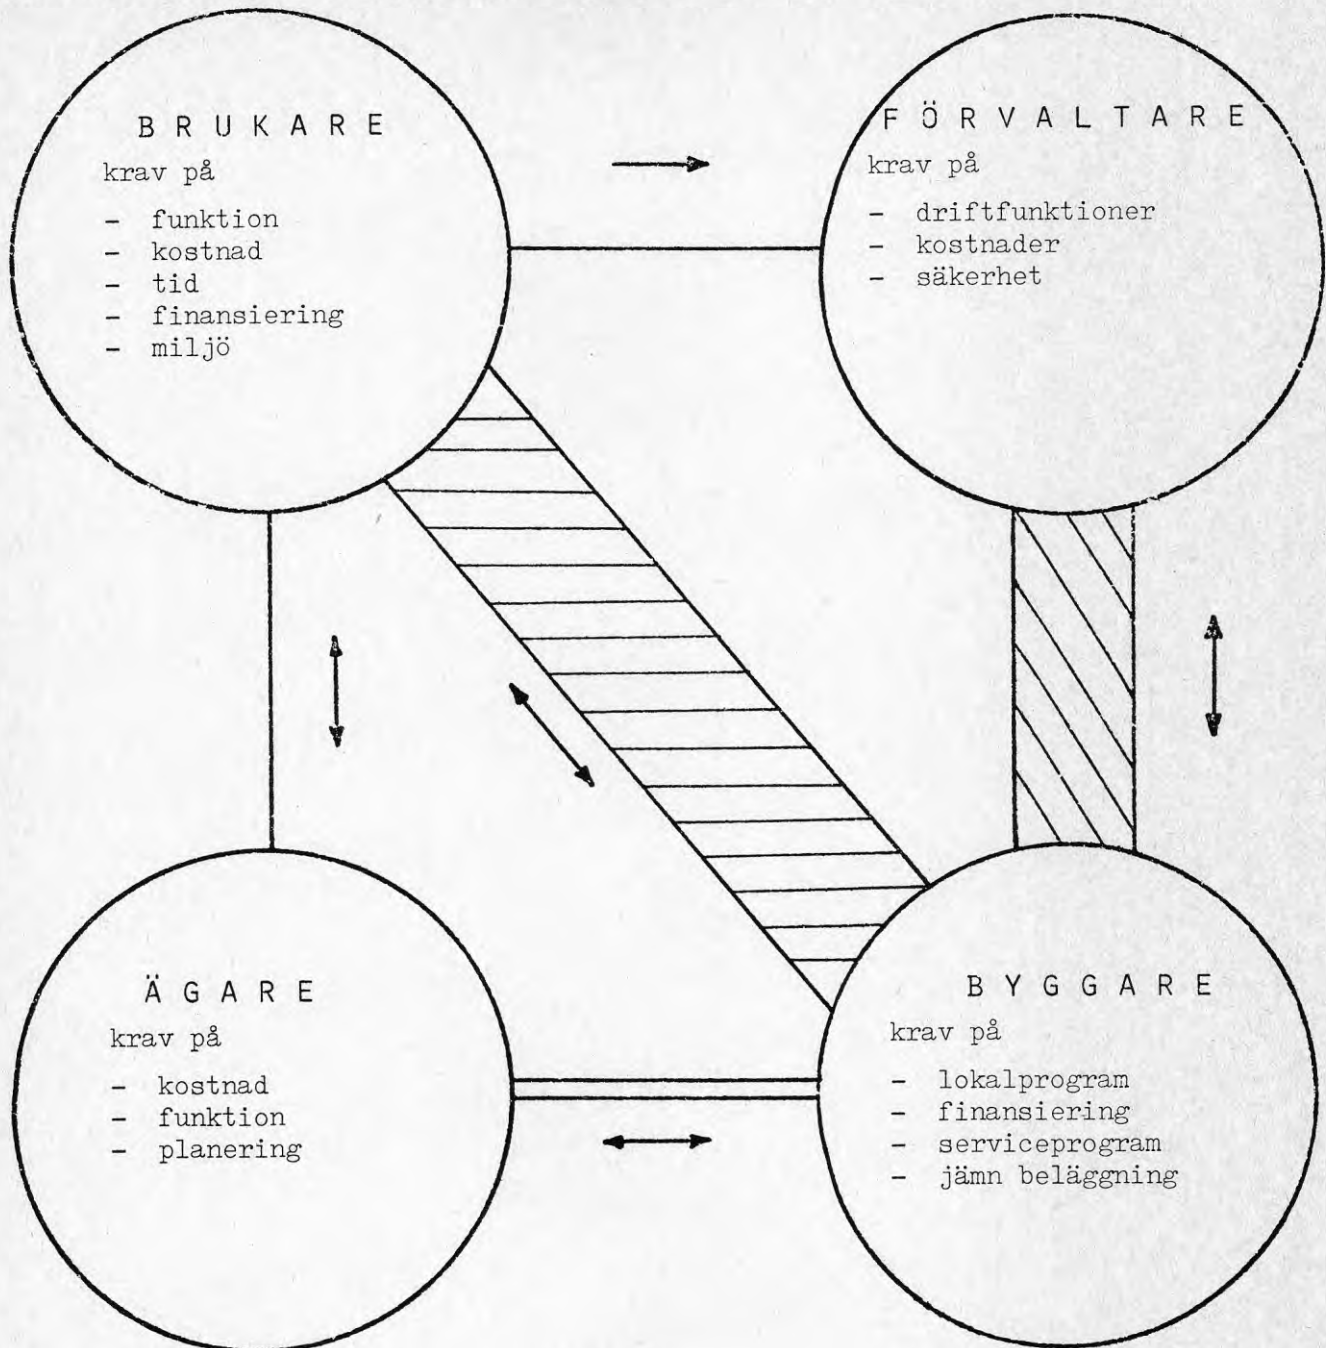 B R U K A R E
krav på
- funktion
- kostnad
- tid
- finansiering
- miljö
F Ö R V A L T A R E
krav på
- driftfunktioner
- kostnader
- säkerhet
Ä G A R E
krav på
- kostnad
- funktion
- planering
B Y G G A R E
krav på
- lokalprogram
- finansiering
- serviceprogram
- jämn beläggning